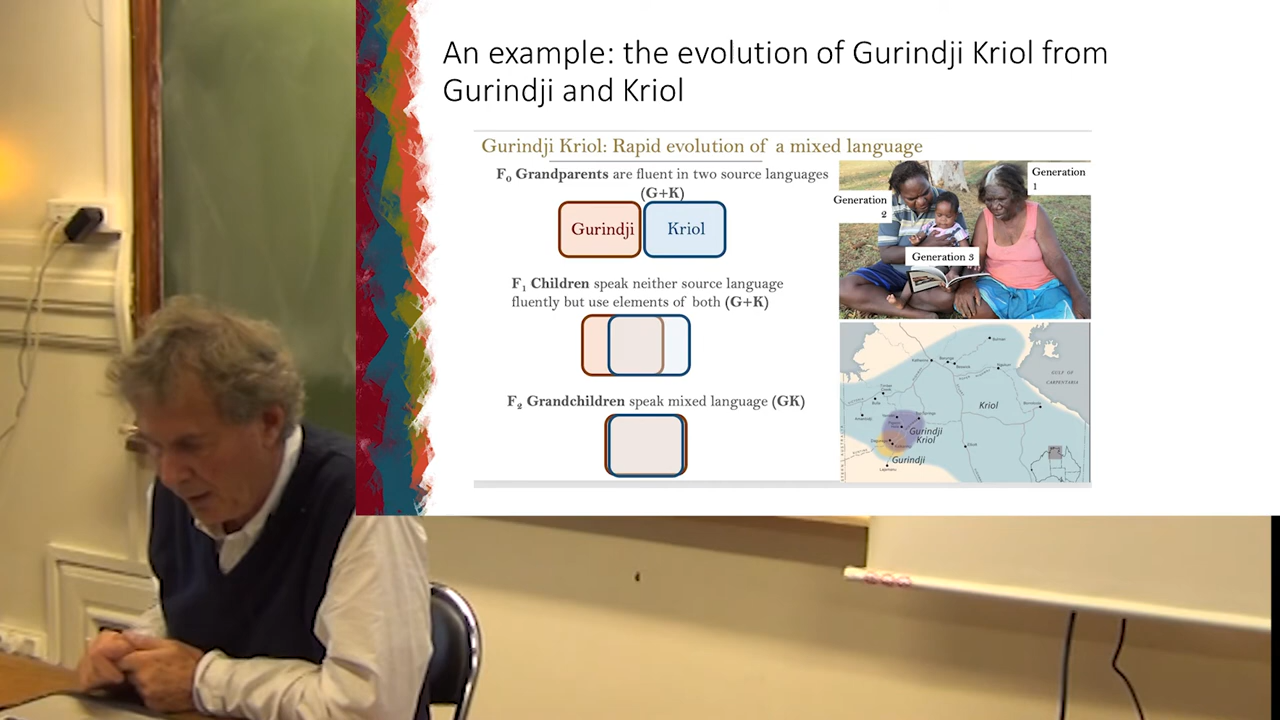 An example: the evolution of Gurindji Kriol from
Gurindji and Kriol
Gurindji Kriol: Rapid evolution of a mixed language
F₀ Grandparents are fluent in two source languages
(G+K)
Gurindji
Kriol
F₁ Children speak neither source language
fluently but use elements of both (G+K)
F₂ Grandchildren speak mixed language (GK)
Generation
1
Generation
2
Generation 3
GULF OF
CARPENTARIA
Kriol
Gurindji
Kriol
Gurindji